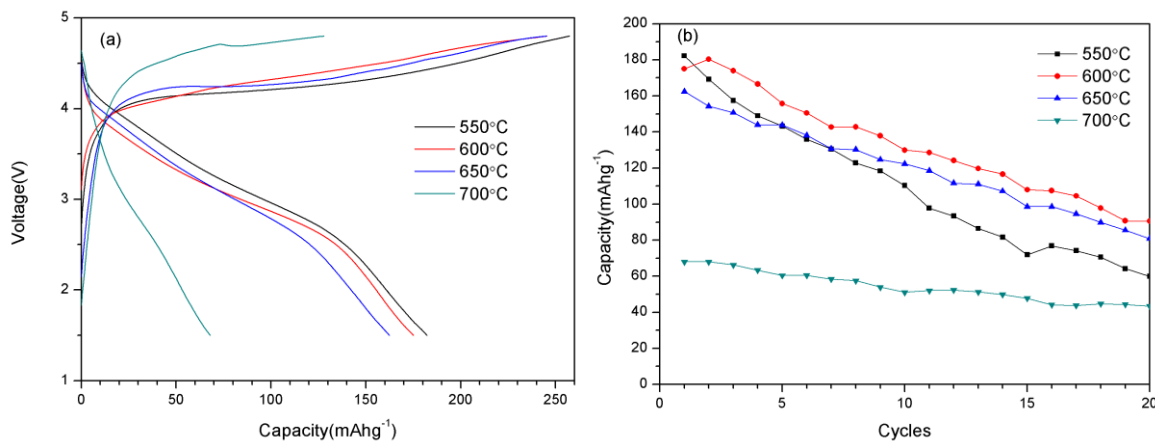 (a)
5
4
3
2
1
Voltage(V)
550°C
600°C
650°C
700°C
0 50 100 150 200 250
Capacity(mAhg⁻¹)
(b)
200
180
160
140
120
100
80
60
40
20
0
Capacity(mAhg⁻¹)
550°C
600°C
650°C
700°C
0 5 10 15 20
Cycles